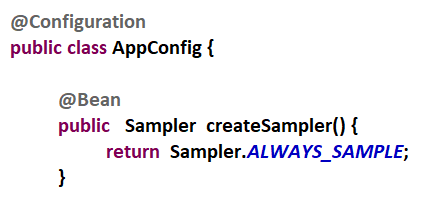 @Configuration
public class AppConfig {
@Bean
public Sampler createSampler() {
return Sampler.ALWAYS_SAMPLE;
}